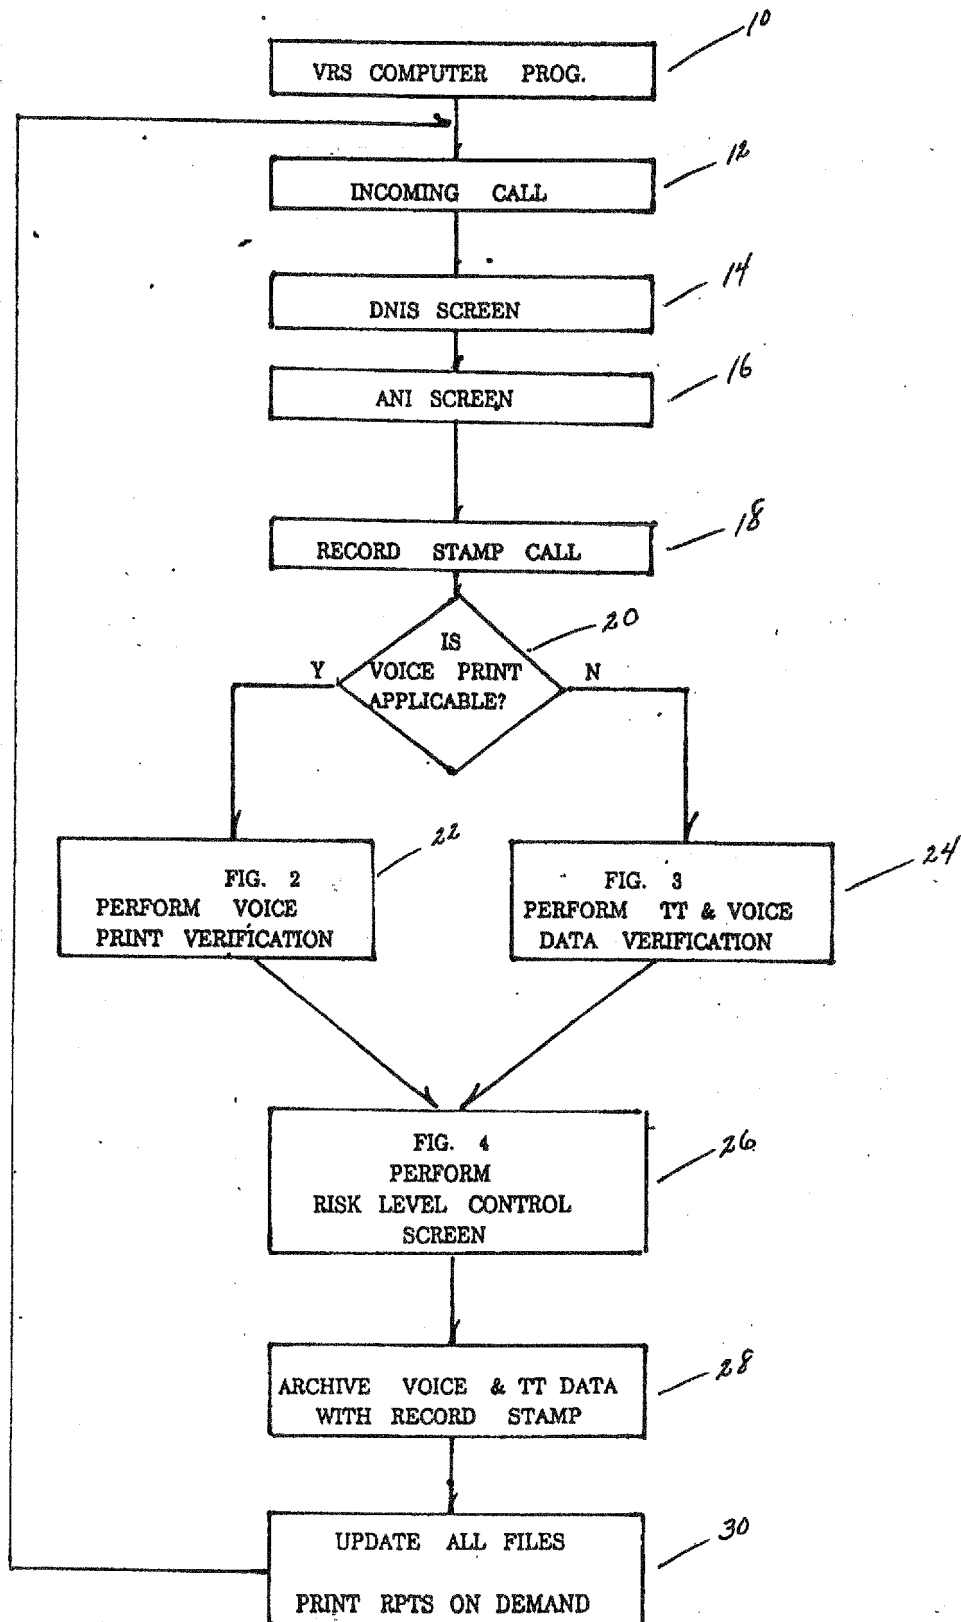 10
VRS COMPUTER PROG.
12
INCOMING CALL
14
DNIS SCREEN
16
ANI SCREEN
18
RECORD STAMP CALL
20
IS
VOICE PRINT
APPLICABLE?
Y
N
22
FIG. 2
PERFORM VOICE
PRINT VERIFICATION
24
FIG. 3
PERFORM TT & VOICE
DATA VERIFICATION
26
FIG. 4
PERFORM
RISK LEVEL CONTROL
SCREEN
28
ARCHIVE VOICE & TT DATA
WITH RECORD STAMP
30
UPDATE ALL FILES
PRINT RPTS ON DEMAND